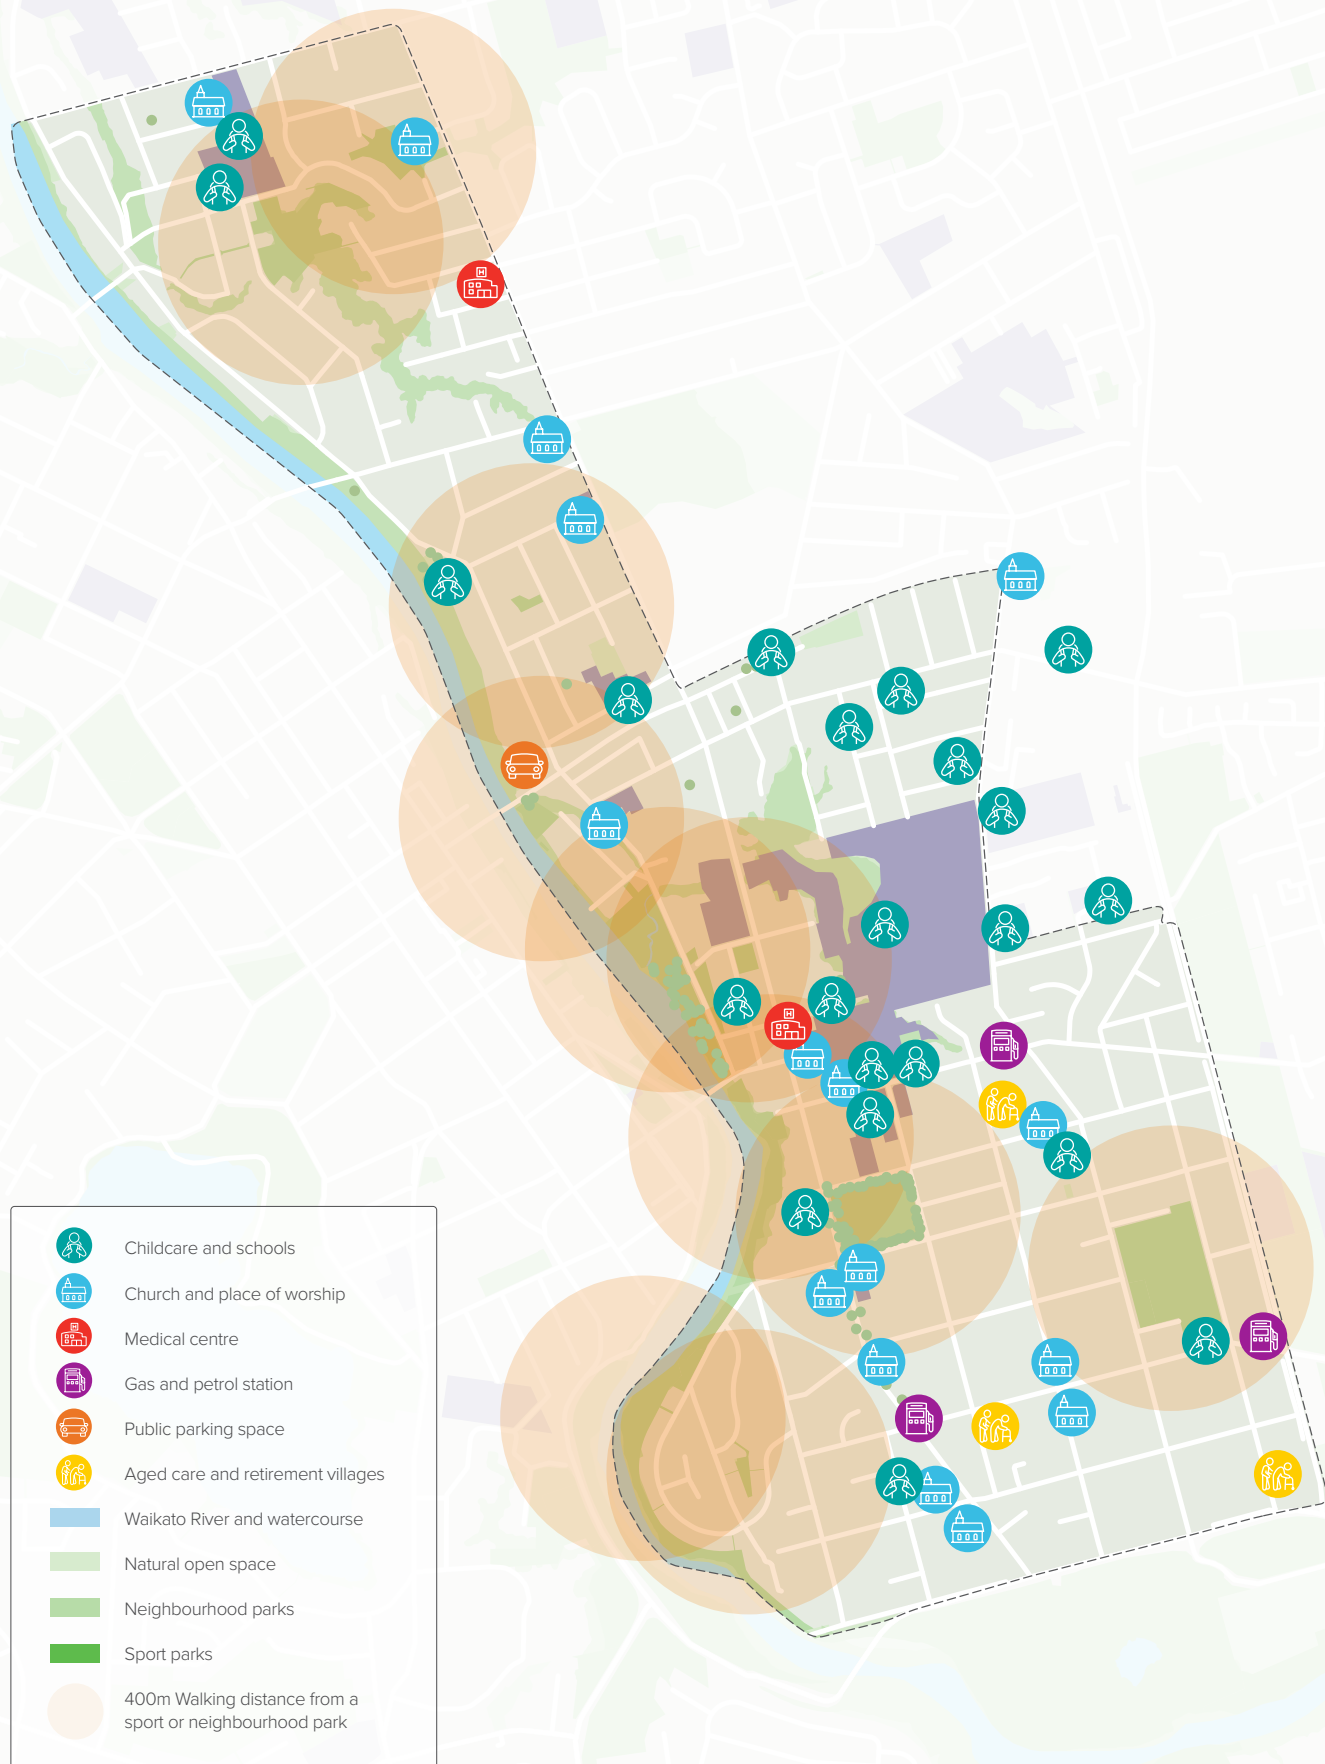 Childcare and schools
Church and place of worship
Medical centre
Gas and petrol station
Public parking space
Aged care and retirement villages
Waikato River and watercourse
Natural open space
Neighbourhood parks
Sport parks
400m Walking distance from a
sport or neighbourhood park